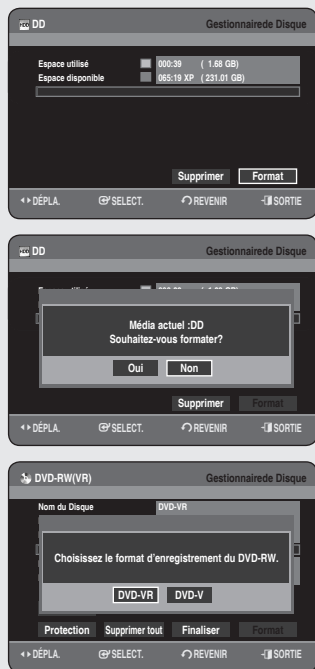 DD Gestionnairede Disque
Espace utilisé 000:39 ( 1.68 GB)
Espace disponible 065:19 XP ( 231.01 GB)
Supprimer Format
DÉPLA. SELECT. REVENIR SORTIE
DD Gestionnairede Disque
Média actuel :DD
Souhaitez-vous formater?
Oui Non
Supprimer Format
DÉPLA. SELECT. REVENIR SORTIE
DVD-RW(VR) Gestionnairede Disque
Nom du Disque DVD-VR
Choisissez le format d'enregistrement du DVD-RW.
DVD-VR DVD-V
Protection Supprimer tout Finaliser Format
DÉPLA. SELECT. REVENIR SORTIE